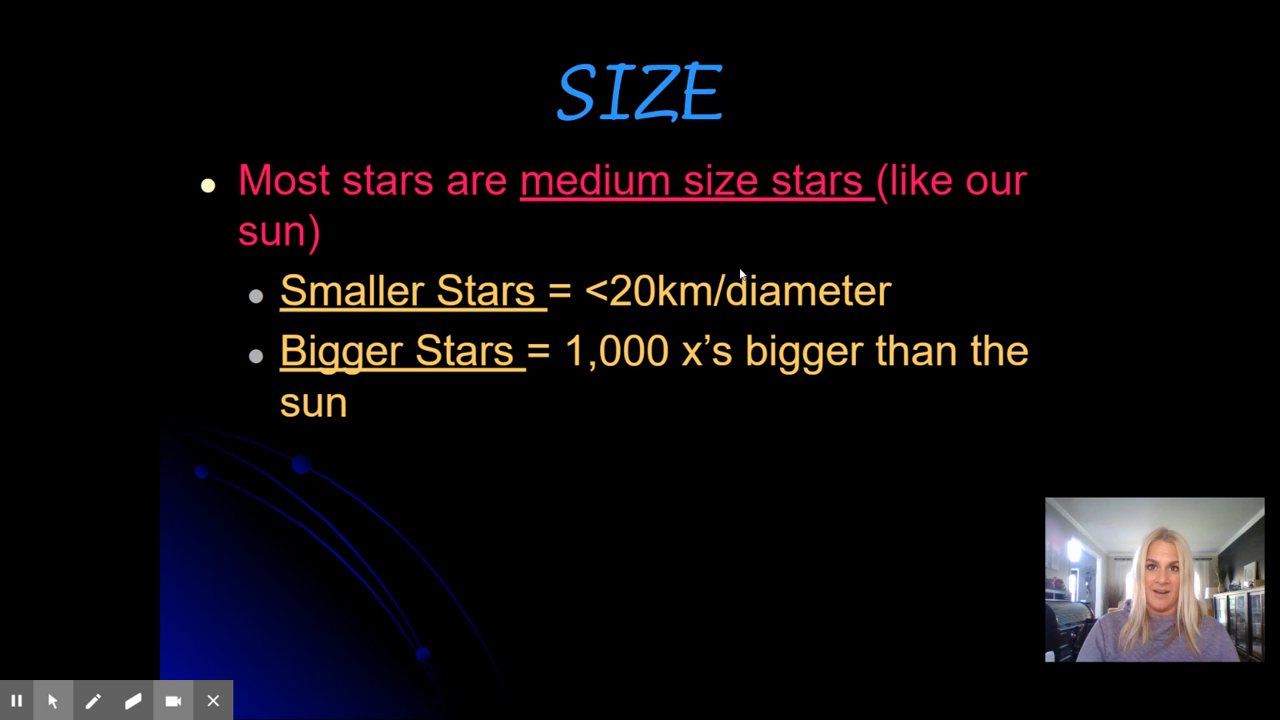 SIZE
Most stars are medium size stars (like our
sun)
Smaller Stars = <20km/diameter
Bigger Stars = 1,000 x’s bigger than the
sun